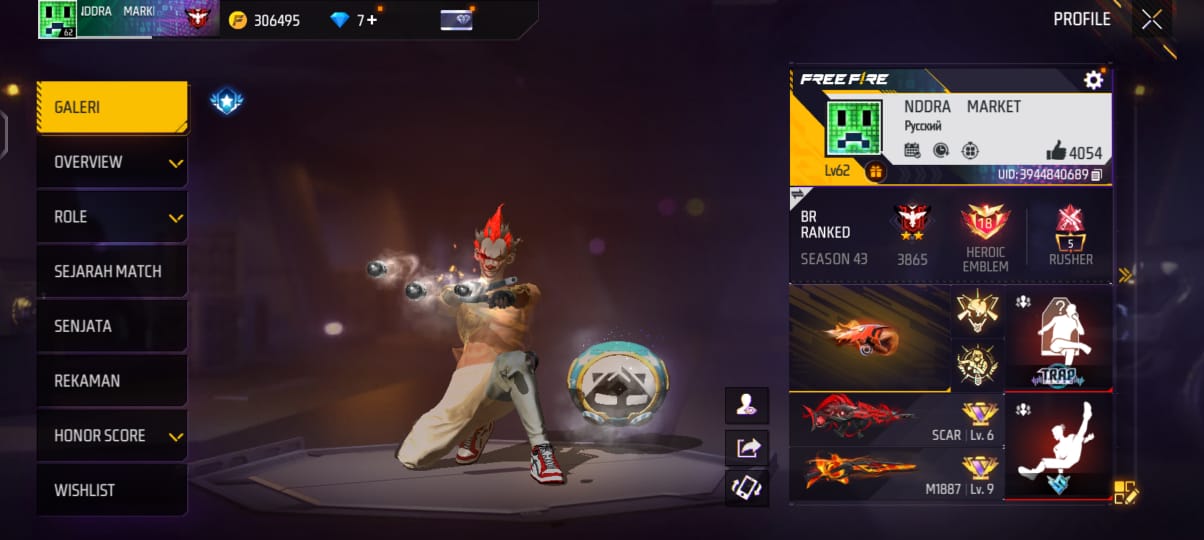 NDDRA MARK
62
306495
7+
PROFILE
GALERI
OVERVIEW
ROLE
SEJARAH MATCH
SENJATA
REKAMAN
HONOR SCORE
WISHLIST
FREE FIRE
NDDRA MARKET
Русский
4054
Lv62
UID: 3944840689
BR
RANKED
SEASON 43
3865
18
HEROIC
EMBLEM
5
RUSHER
?
TRAP
SCAR | Lv. 6
M1887 | Lv. 9